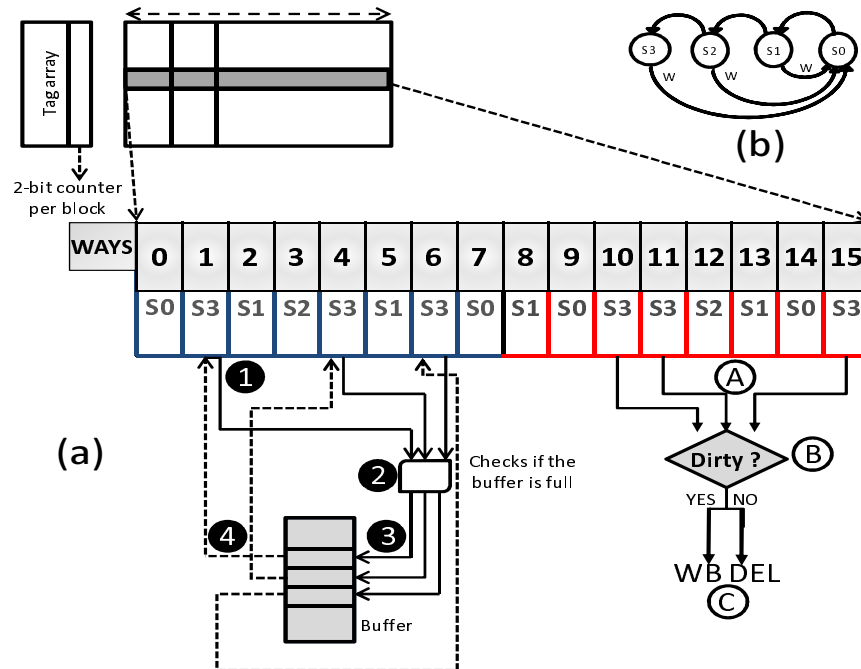 Tag array
2-bit counter
per block
S3 S2 S1 S0
W W W
(b)
WAYS 0 1 2 3 4 5 6 7 8 9 10 11 12 13 14 15
S0 S3 S1 S2 S3 S1 S3 S0 S1 S0 S3 S3 S2 S1 S0 S3
1
A
(a)
2
Checks if the
buffer is full
Dirty ?
B
YES NO
4
3
WB DEL
C
Buffer